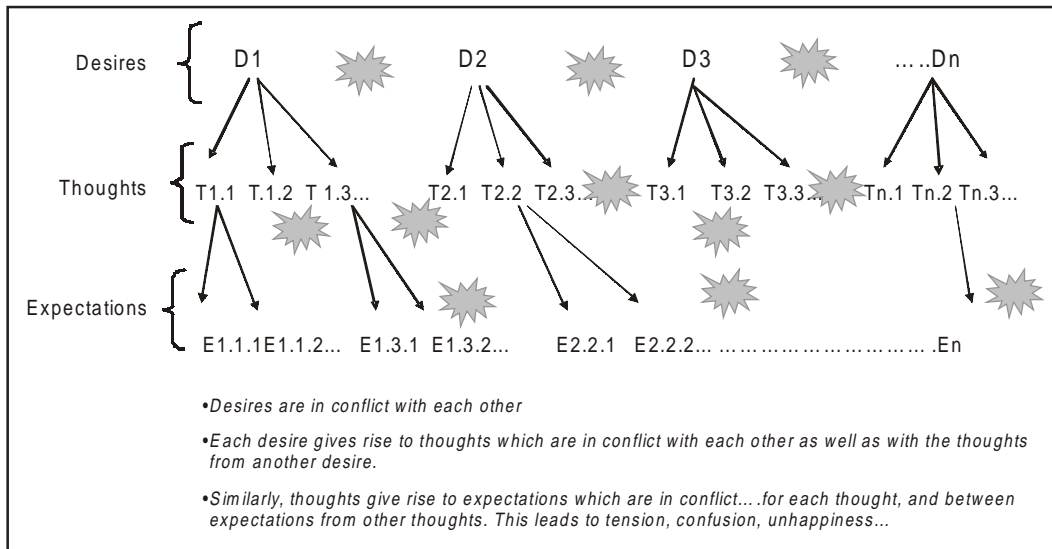 Desires D1 D2 D3 .....Dn
Thoughts T1.1 T.1.2 T 1.3... T2.1 T2.2 T2.3... T3.1 T3.2 T3.3... Tn.1 Tn.2 Tn.3...
Expectations
E1.1.1E1.1.2... E1.3.1 E1.3.2... E2.2.1 E2.2.2... ........................... .En
•Desires are in conflict with each other
•Each desire gives rise to thoughts which are in conflict with each other as well as with the thoughts
from another desire.
•Similarly, thoughts give rise to expectations which are in conflict....for each thought, and between
expectations from other thoughts. This leads to tension, confusion, unhappiness...